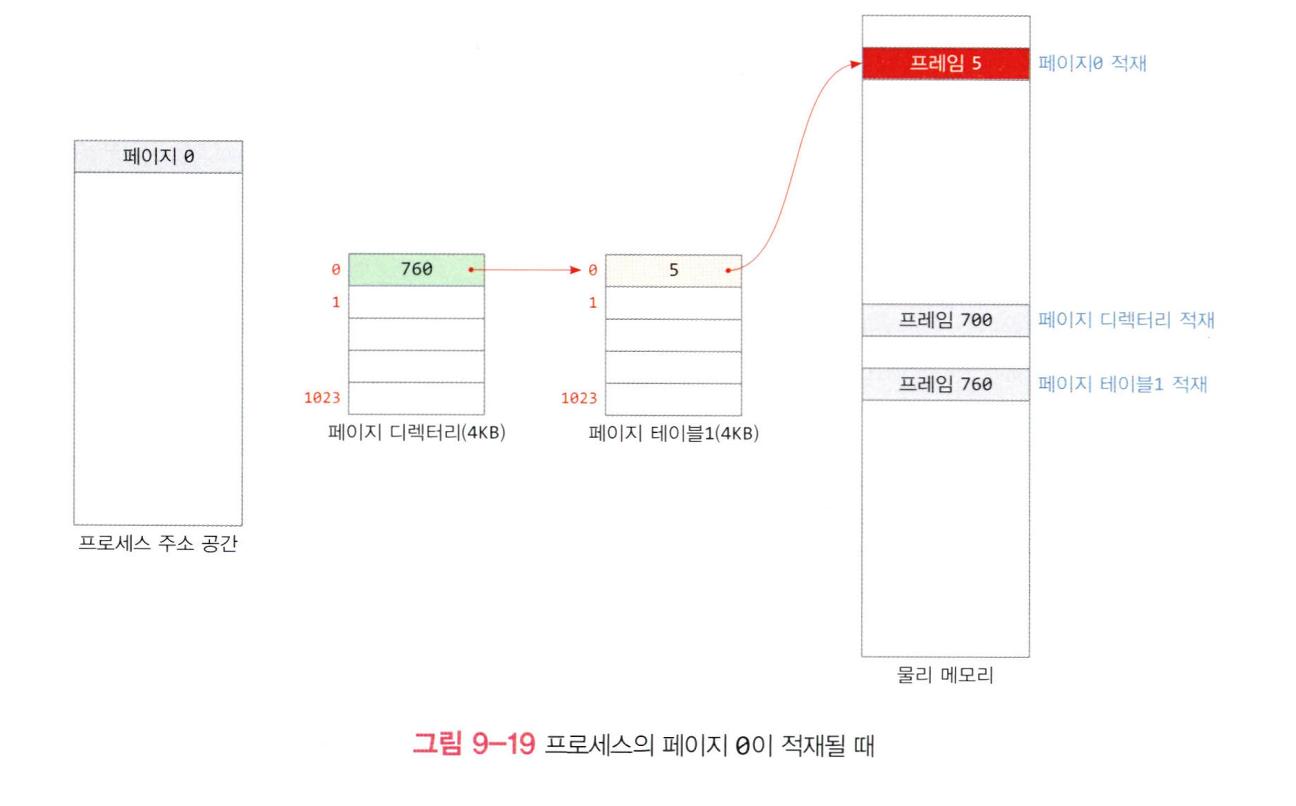 프레임 5
페이지0 적재
페이지 0
0
760
0
5
1
1
프레임 700
페이지 디렉터리 적재
프레임 760
페이지 테이블1 적재
1023
1023
페이지 디렉터리(4KB)
페이지 테이블1(4KB)
프로세스 주소 공간
물리 메모리
그림 9-19 프로세스의 페이지 0이 적재될 때